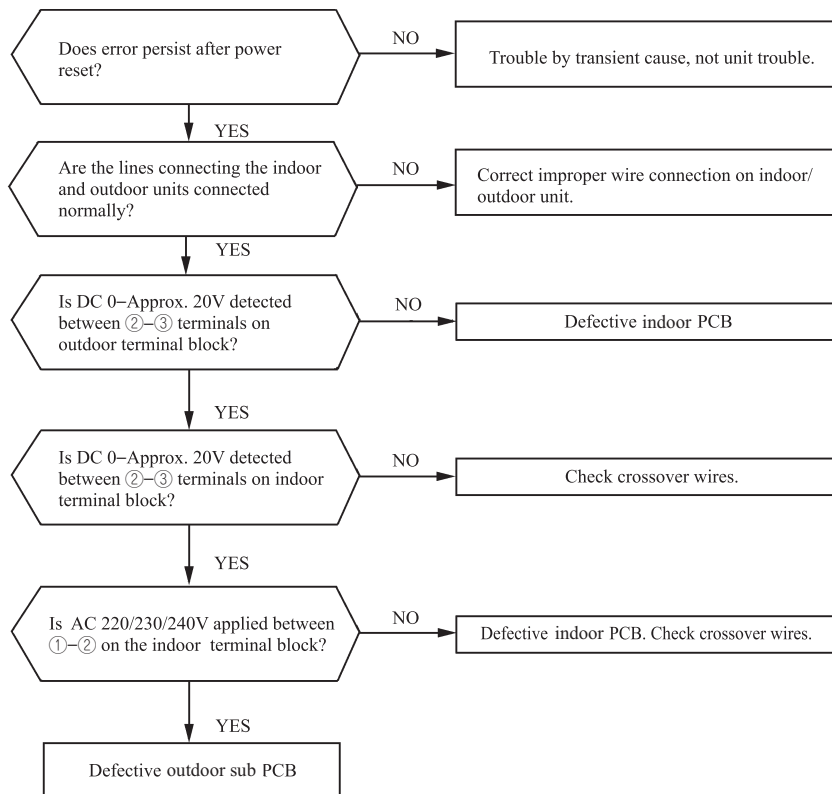 Does error persist after power
reset?
NO
Trouble by transient cause, not unit trouble.
YES
Are the lines connecting the indoor
and outdoor units connected
normally?
NO
Correct improper wire connection on indoor/
outdoor unit.
YES
Is DC 0–Approx. 20V detected
between ②–③ terminals on
outdoor terminal block?
NO
Defective indoor PCB
YES
Is DC 0–Approx. 20V detected
between ②–③ terminals on indoor
terminal block?
NO
Check crossover wires.
YES
Is AC 220/230/240V applied between
①–② on the indoor terminal block?
NO
Defective indoor PCB. Check crossover wires.
YES
Defective outdoor sub PCB